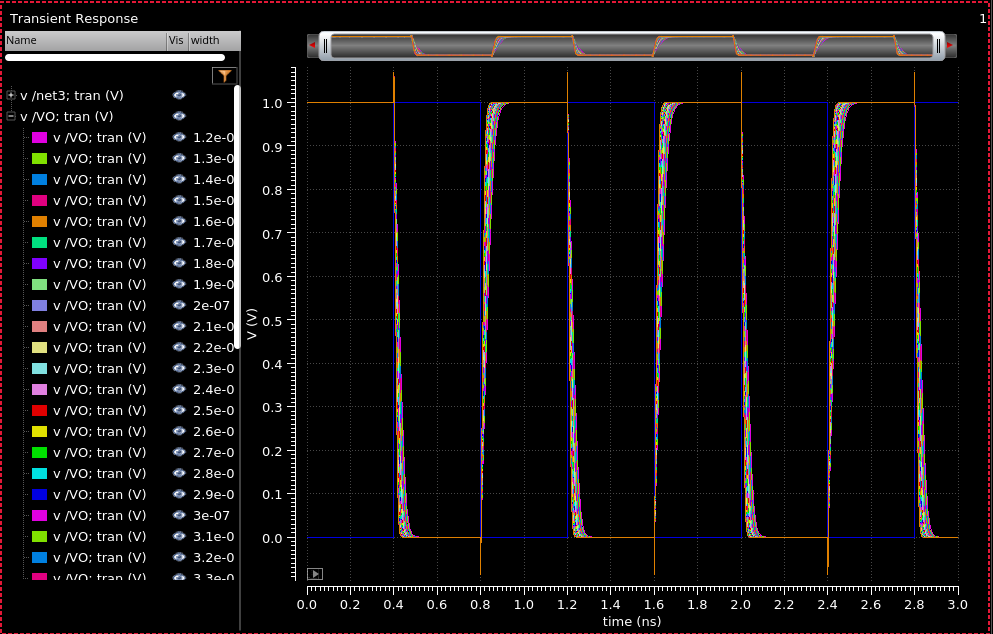 Transient Response
1
Name Vis width
v /net3; tran (V)
v /VO; tran (V)
v /VO; tran (V) 1.2e-0
v /VO; tran (V) 1.3e-0
v /VO; tran (V) 1.4e-0
v /VO; tran (V) 1.5e-0
v /VO; tran (V) 1.6e-0
v /VO; tran (V) 1.7e-0
v /VO; tran (V) 1.8e-0
v /VO; tran (V) 1.9e-0
v /VO; tran (V) 2e-07
v /VO; tran (V) 2.1e-0
v /VO; tran (V) 2.2e-0
v /VO; tran (V) 2.3e-0
v /VO; tran (V) 2.4e-0
v /VO; tran (V) 2.5e-0
v /VO; tran (V) 2.6e-0
v /VO; tran (V) 2.7e-0
v /VO; tran (V) 2.8e-0
v /VO; tran (V) 2.9e-0
v /VO; tran (V) 3e-07
v /VO; tran (V) 3.1e-0
v /VO; tran (V) 3.2e-0
v /VO; tran (V) 3.3e-0
V (V)
1.0
0.9
0.8
0.7
0.6
0.5
0.4
0.3
0.2
0.1
0.0
0.0 0.2 0.4 0.6 0.8 1.0 1.2 1.4 1.6 1.8 2.0 2.2 2.4 2.6 2.8 3.0
time (ns)